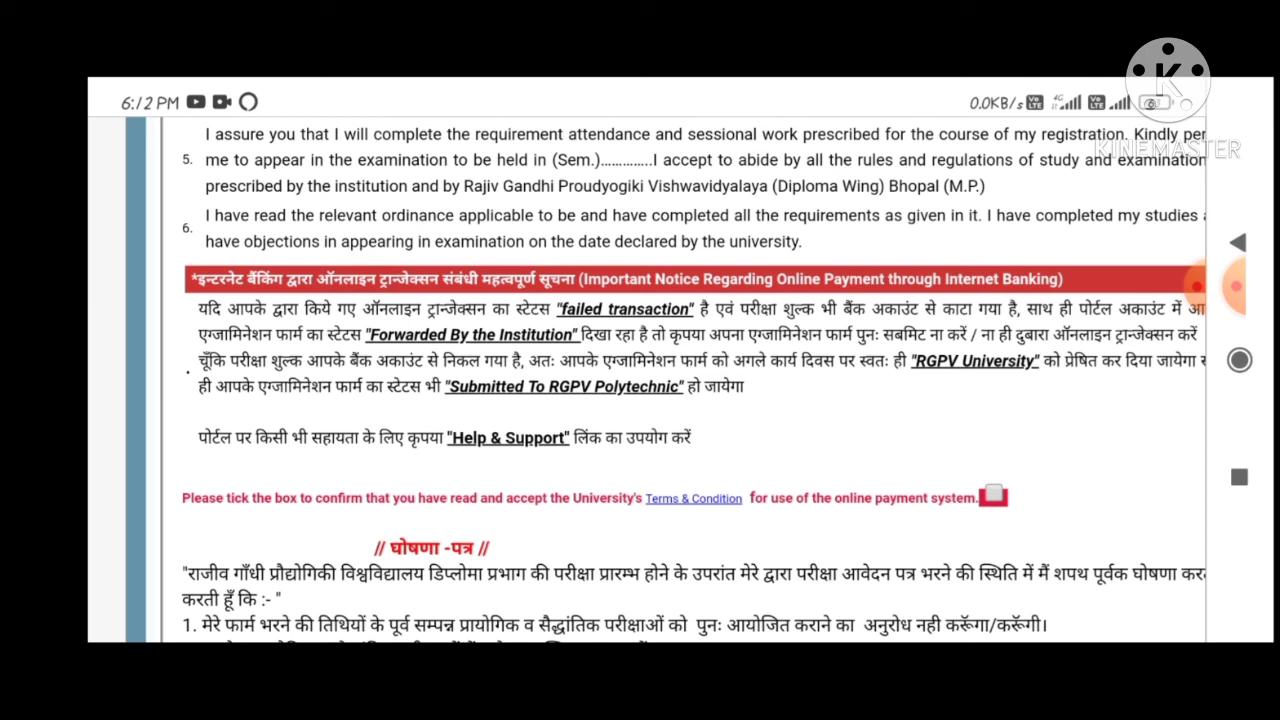 6:12 PM
0.0KB/s
KINEMASTER
I assure you that I will complete the requirement attendance and sessional work prescribed for the course of my registration. Kindly per
5. me to appear in the examination to be held in (Sem.).............I accept to abide by all the rules and regulations of study and examination
prescribed by the institution and by Rajiv Gandhi Proudyogiki Vishwavidyalaya (Diploma Wing) Bhopal (M.P.)
6. I have read the relevant ordinance applicable to be and have completed all the requirements as given in it. I have completed my studies
have objections in appearing in examination on the date declared by the university.
*इन्टरनेट बैंकिंग द्वारा ऑनलाइन ट्रान्जेक्सन संबंधी महत्वपूर्ण सूचना (Important Notice Regarding Online Payment through Internet Banking)
यदि आपके द्वारा किये गए ऑनलाइन ट्रान्जेक्सन का स्टेटस "failed transaction" है एवं परीक्षा शुल्क भी बैंक अकाउंट से काटा गया है, साथ ही पोर्टल अकाउंट में आ
एग्जामिनेशन फार्म का स्टेटस "Forwarded By the Institution" दिखा रहा है तो कृपया अपना एग्जामिनेशन फार्म पुनः सबमिट ना करें / ना ही दुबारा ऑनलाइन ट्रान्जेक्सन करें
चूँकि परीक्षा शुल्क आपके बैंक अकाउंट से निकल गया है, अतः आपके एग्जामिनेशन फार्म को अगले कार्य दिवस पर स्वतः ही "RGPV University" को प्रेषित कर दिया जायेगा
ही आपके एग्जामिनेशन फार्म का स्टेटस भी "Submitted To RGPV Polytechnic" हो जायेगा
पोर्टल पर किसी भी सहायता के लिए कृपया "Help & Support" लिंक का उपयोग करें
Please tick the box to confirm that you have read and accept the University's Terms & Condition for use of the online payment system.
// घोषणा -पत्र //
"राजीव गाँधी प्रौद्योगिकी विश्वविद्यालय डिप्लोमा प्रभाग की परीक्षा प्रारम्भ होने के उपरांत मेरे द्वारा परीक्षा आवेदन पत्र भरने की स्थिति में मैं शपथ पूर्वक घोषणा कर
करती हूँ कि :- "
1. मेरे फार्म भरने की तिथियों के पूर्व सम्पन्न प्रायोगिक व सैद्धांतिक परीक्षाओं को पुनः आयोजित कराने का अनुरोध नही करूँगा/करूँगी।